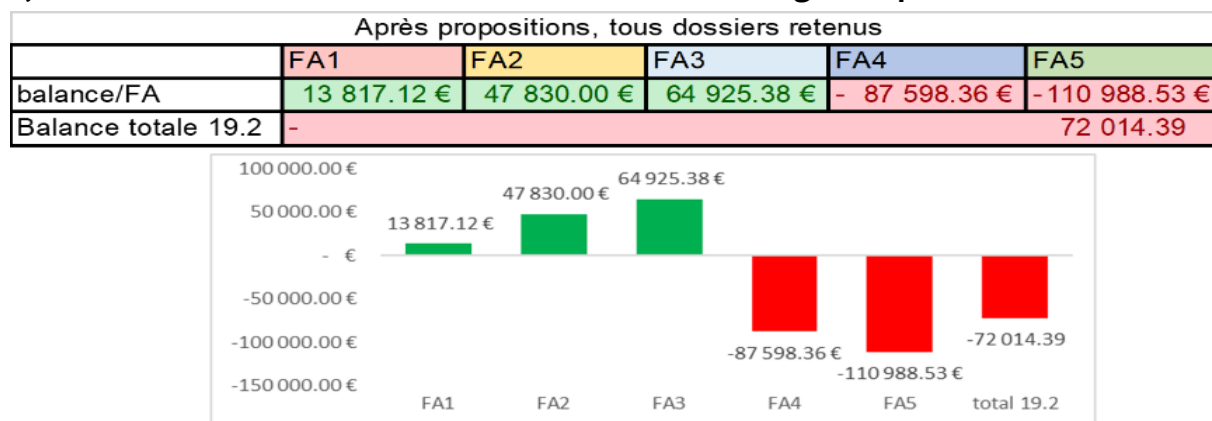 Après propositions, tous dossiers retenus
FA1 FA2 FA3 FA4 FA5
balance/FA 13 817.12 € 47 830.00 € 64 925.38 € - 87 598.36 € -110 988.53 €
Balance totale 19.2 - 72 014.39
100 000.00 €
50 000.00 €
- €
-50 000.00 €
-100 000.00 €
-150 000.00 €
13 817.12 €
47 830.00 €
64 925.38 €
-87 598.36 €
-110 988.53 €
-72 014.39
FA1 FA2 FA3 FA4 FA5 total 19.2